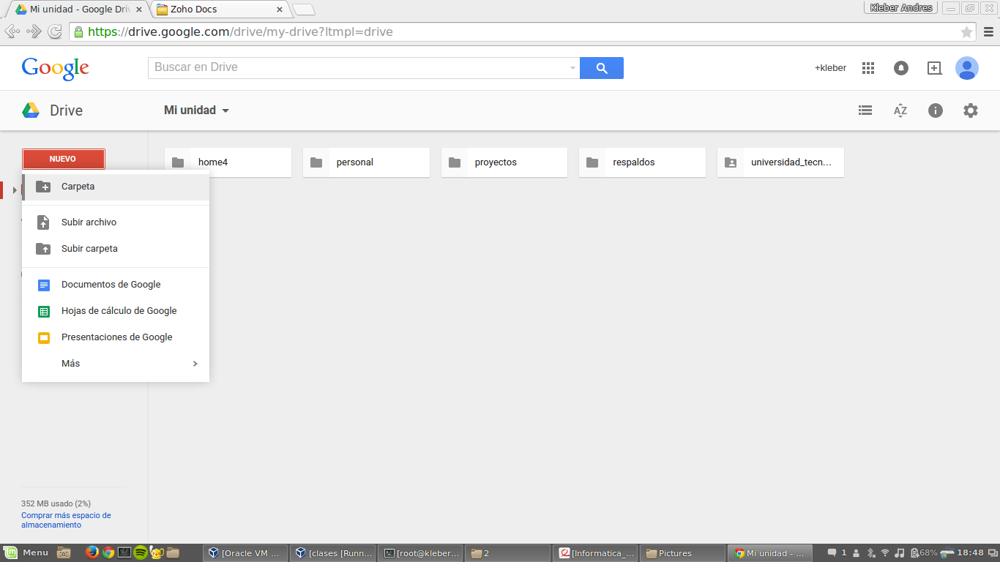 Mi unidad - Google Driv
Zoho Docs
Kleber Andres
https://drive.google.com/drive/my-drive?ltmpl=drive
Google
Buscar en Drive
+kleber
Drive
Mi unidad
AZ
NUEVO
home4
personal
proyectos
respaldos
universidad_tecn...
Carpeta
Subir archivo
Subir carpeta
Documentos de Google
Hojas de cálculo de Google
Presentaciones de Google
Más
352 MB usado (2%)
Comprar más espacio de
almacenamiento
Menu
[Oracle VM ...
[clases [Runn...
[root@kleber...
2
[Informatica_...
Pictures
Mi unidad - ...
1
68%
18:48